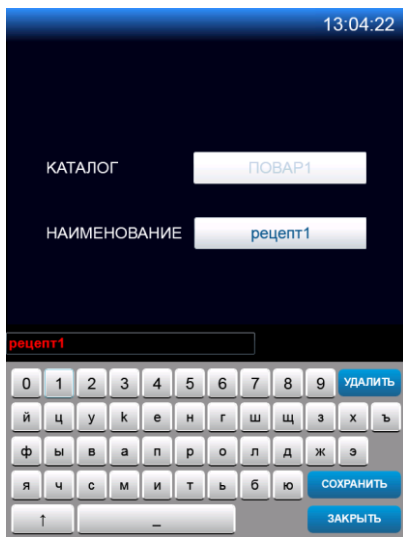 13:04:22
КАТАЛОГ ПОВАР1
НАИМЕНОВАНИЕ рецепт1
рецепт1
0 1 2 3 4 5 6 7 8 9 УДАЛИТЬ
й ц у k е н г ш щ з х ъ
ф ы в а п р о л д ж э
я ч с м и т ь б ю СОХРАНИТЬ
↑ _ ЗАКРЫТЬ